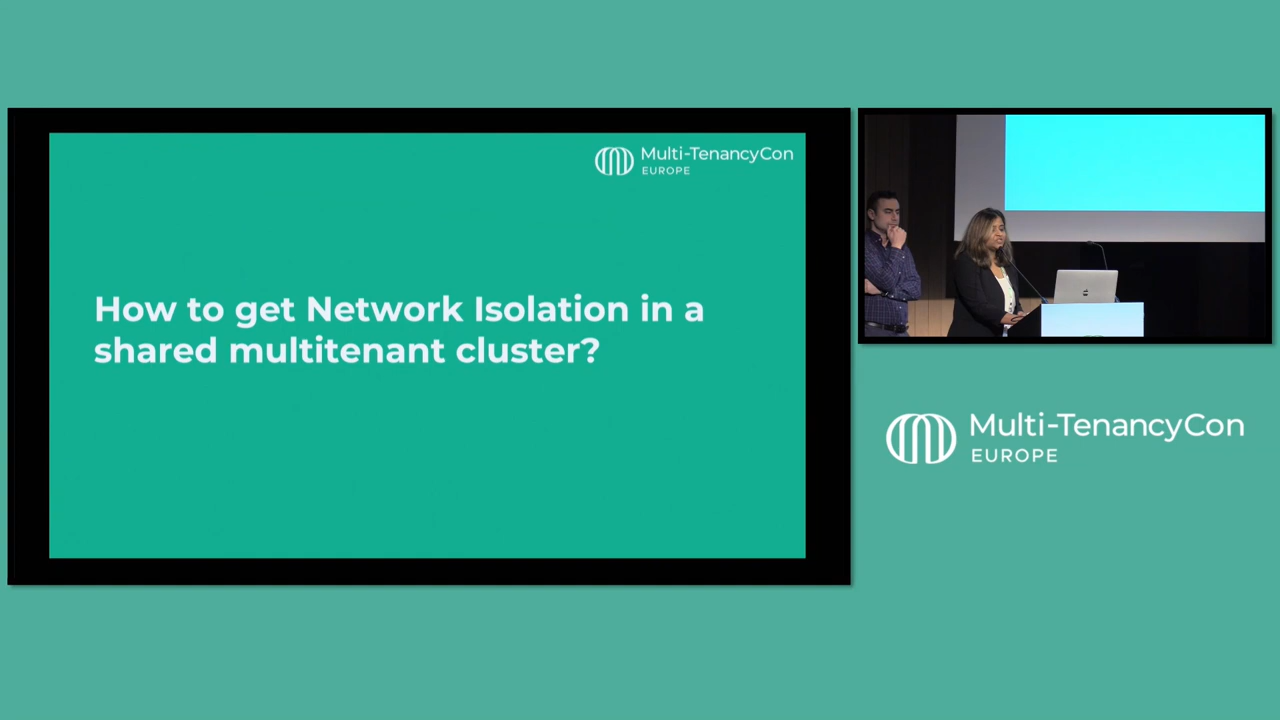 Multi-TenancyCon
EUROPE
How to get Network Isolation in a
shared multitenant cluster?
Multi-TenancyCon
EUROPE